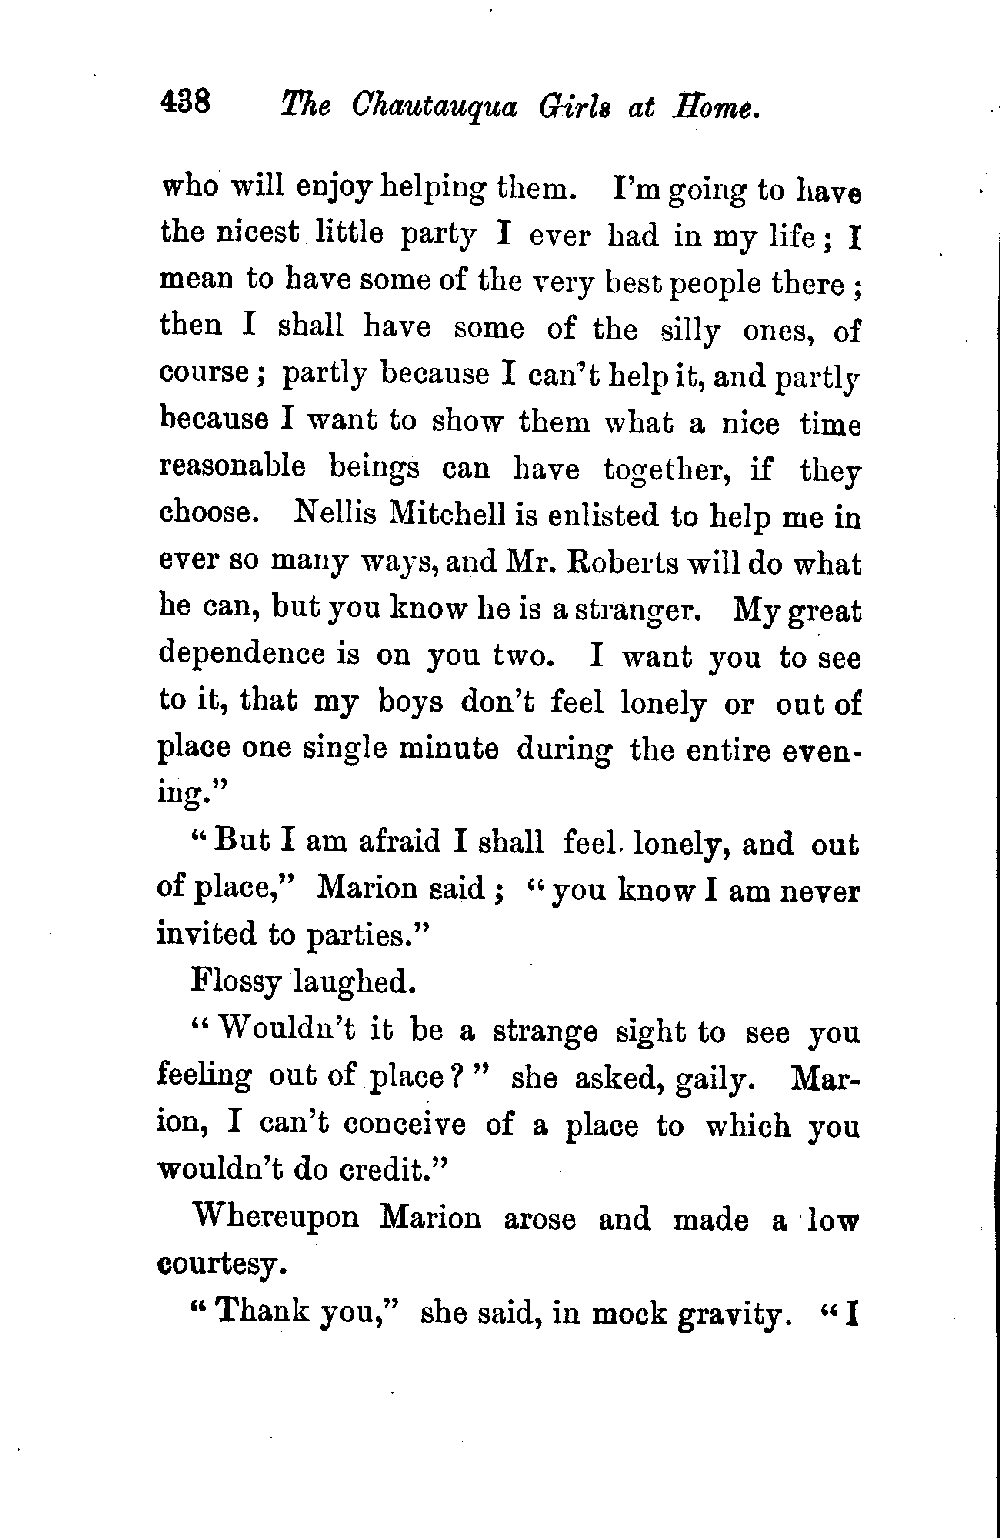 438 The Chautauqua Girls at Home.
who will enjoy helping them. I'm going to have
the nicest little party I ever had in my life; I
mean to have some of the very best people there;
then I shall have some of the silly ones, of
course; partly because I can't help it, and partly
because I want to show them what a nice time
reasonable beings can have together, if they
choose. Nellis Mitchell is enlisted to help me in
ever so many ways, and Mr. Roberts will do what
he can, but you know he is a stranger. My great
dependence is on you two. I want you to see
to it, that my boys don't feel lonely or out of
place one single minute during the entire even-
ing."
"But I am afraid I shall feel lonely, and out
of place," Marion said; "you know I am never
invited to parties."
Flossy laughed.
"Wouldn't it be a strange sight to see you
feeling out of place?" she asked, gaily. Mar-
ion, I can't conceive of a place to which you
wouldn't do credit."
Whereupon Marion arose and made a low
courtesy.
"Thank you," she said, in mock gravity. "I